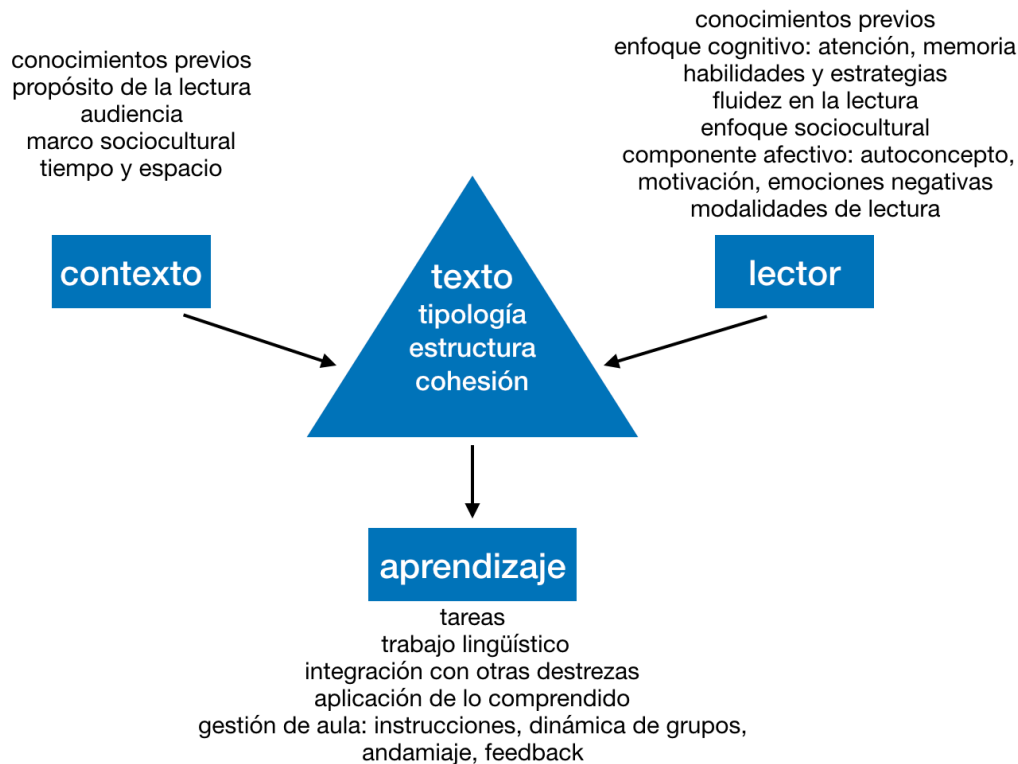 conocimientos previos
propósito de la lectura
audiencia
marco sociocultural
tiempo y espacio
contexto
conocimientos previos
enfoque cognitivo: atención, memoria
habilidades y estrategias
fluidez en la lectura
enfoque sociocultural
componente afectivo: autoconcepto,
motivación, emociones negativas
modalidades de lectura
lector
texto
tipología
estructura
cohesión
aprendizaje
tareas
trabajo lingüístico
integración con otras destrezas
aplicación de lo comprendido
gestión de aula: instrucciones, dinámica de grupos,
andamiaje, feedback